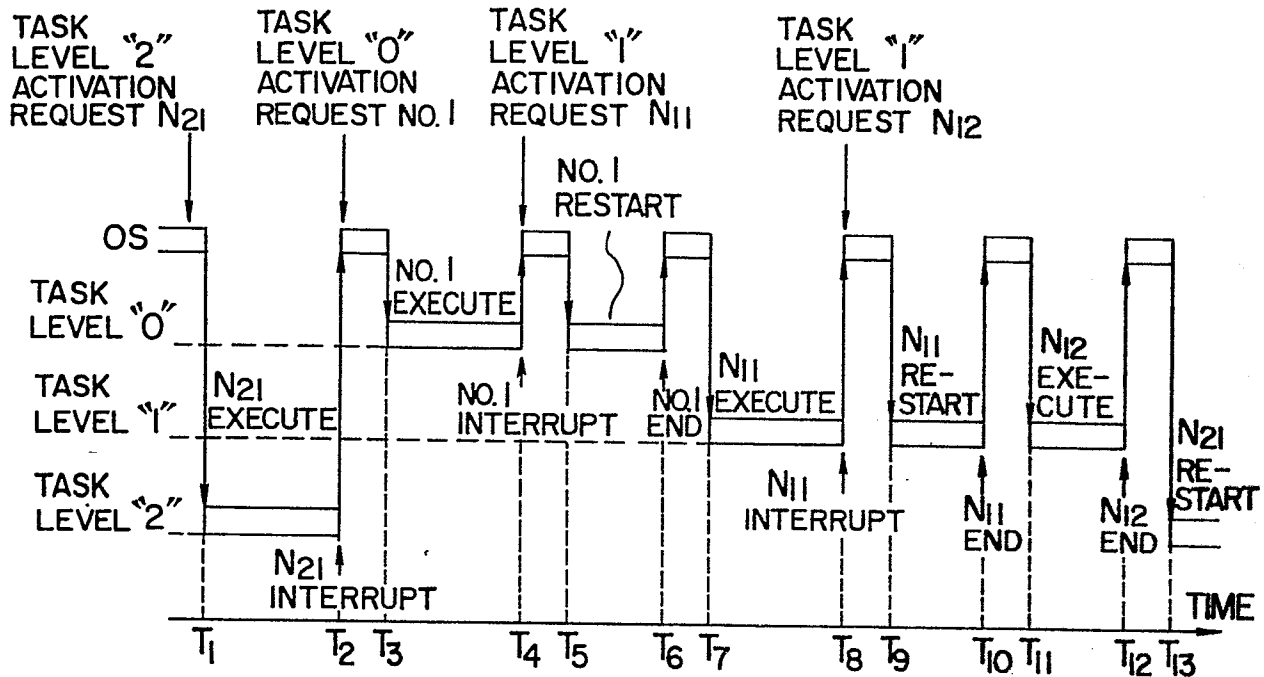 TASK
LEVEL "2"
ACTIVATION
REQUEST N21
TASK
LEVEL "0"
ACTIVATION
REQUEST NO.1
TASK
LEVEL "1"
ACTIVATION
REQUEST N11
TASK
LEVEL "1"
ACTIVATION
REQUEST N12
NO.1
RESTART
OS
NO.1
EXECUTE
TASK
LEVEL "0"
N11
RE-
START
N12
EXE-
CUTE
TASK
LEVEL "1"
N21
EXECUTE
NO.1
INTERRUPT
NO.1
END
N11
EXECUTE
N21
RE-
START
TASK
LEVEL "2"
N11
INTERRUPT
N11
END
N12
END
N21
INTERRUPT
TIME
T1 T2 T3 T4 T5 T6 T7 T8 T9 T10 T11 T12 T13